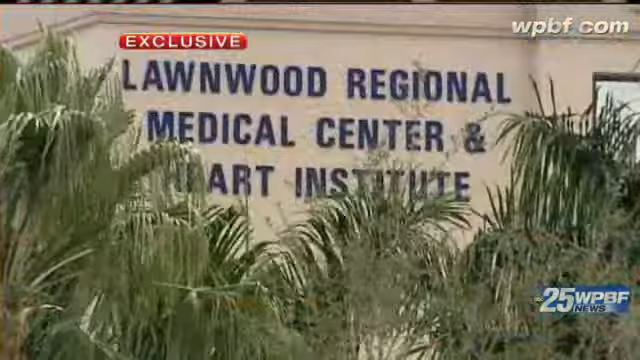 EXCLUSIVE
wpbf.com
LAWNWOOD REGIONAL
MEDICAL CENTER &
INSTITUTE
25 WPBF
NEWS